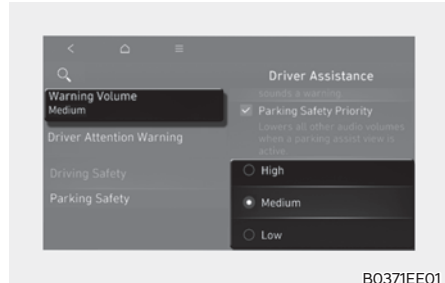 Driver Assistance
Warning Volume
Medium
Driver Attention Warning
Driving Safety
Parking Safety
sounds a warning
Parking Safety Priority
Lowers all other audio volumes
when a parking assist view is
active
High
Medium
Low
B0371EE01